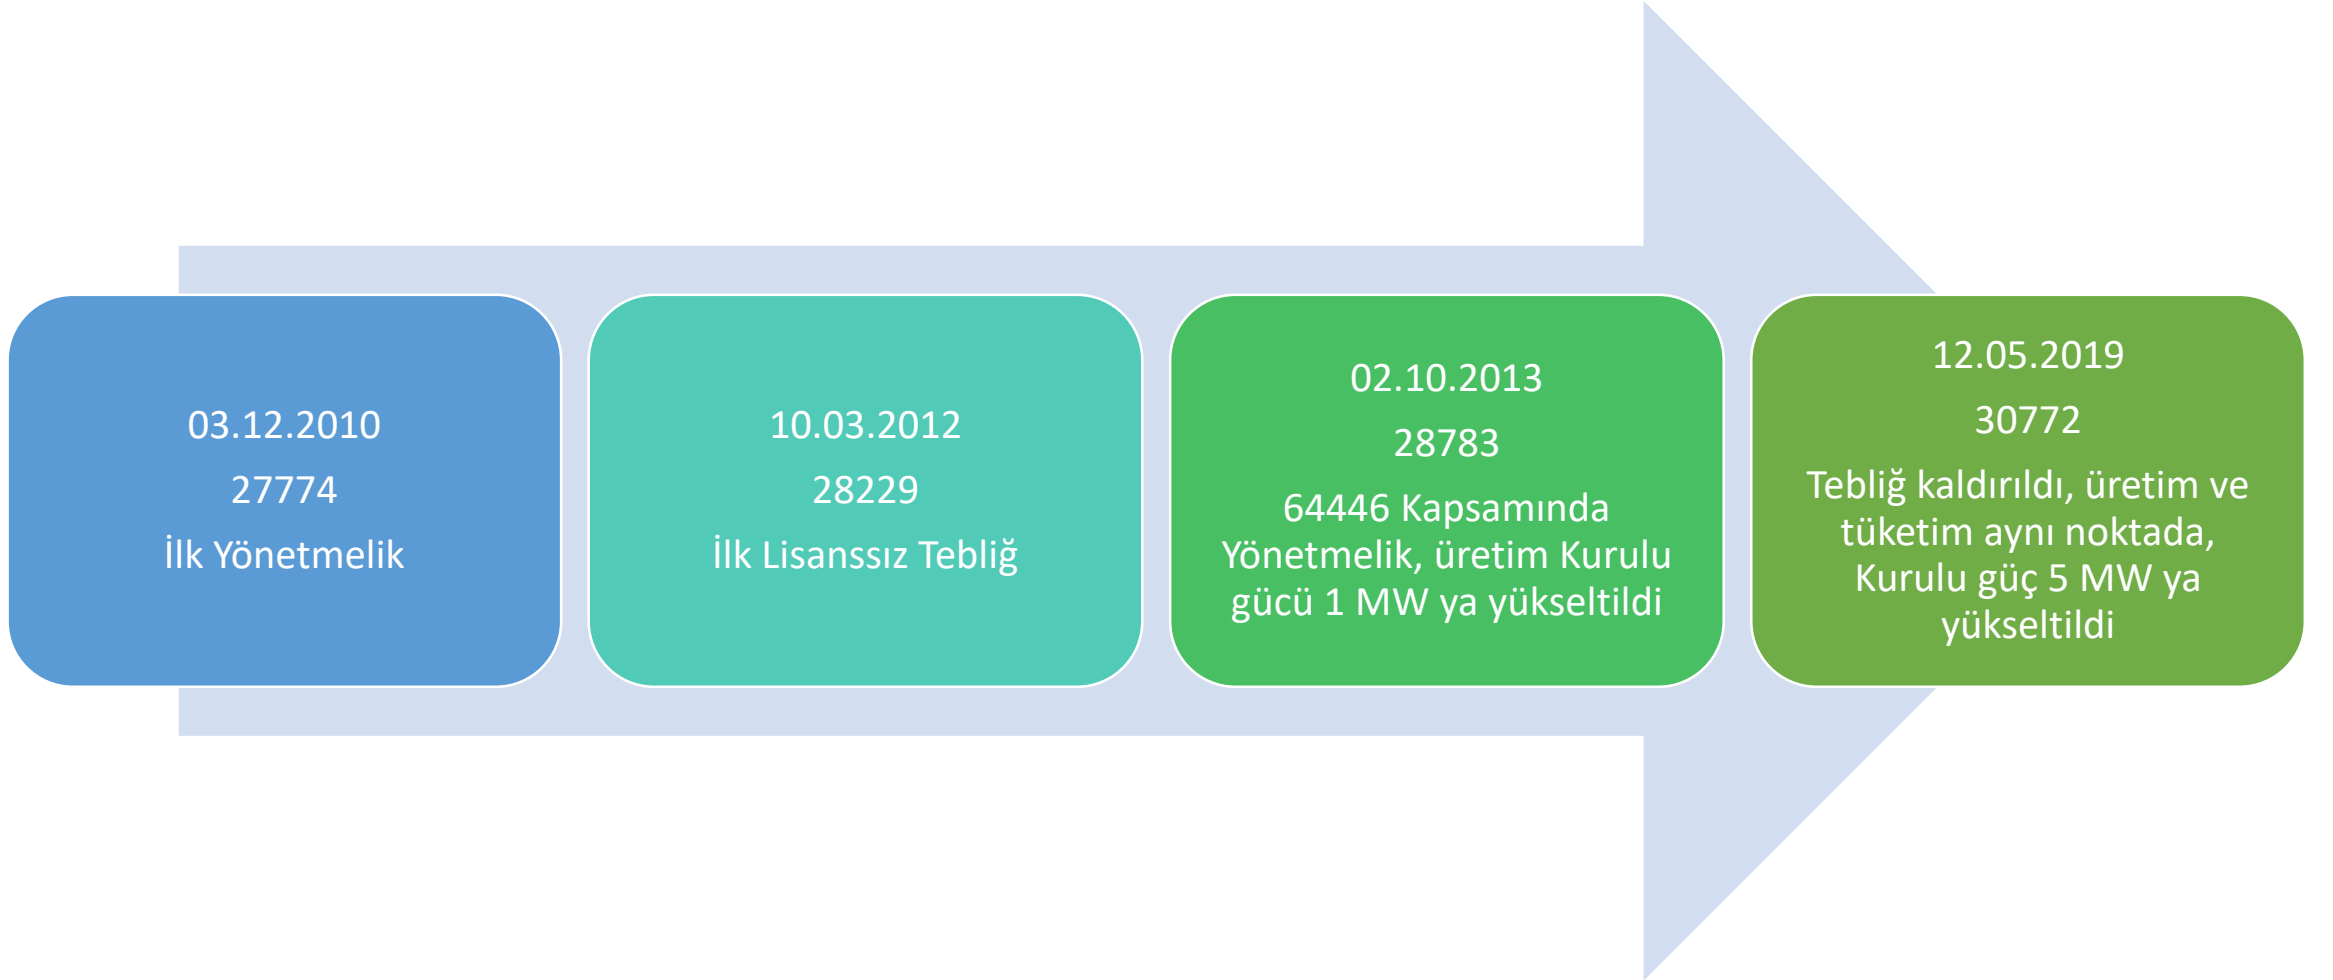 03.12.2010
27774
İlk Yönetmelik
10.03.2012
28229
İlk Lisanssız Tebliğ
02.10.2013
28783
64446 Kapsamında
Yönetmelik, üretim Kurulu
gücü 1 MW ya yükseltildi
12.05.2019
30772
Tebliğ kaldırıldı, üretim ve
tüketim aynı noktada,
Kurulu güç 5 MW ya
yükseltildi